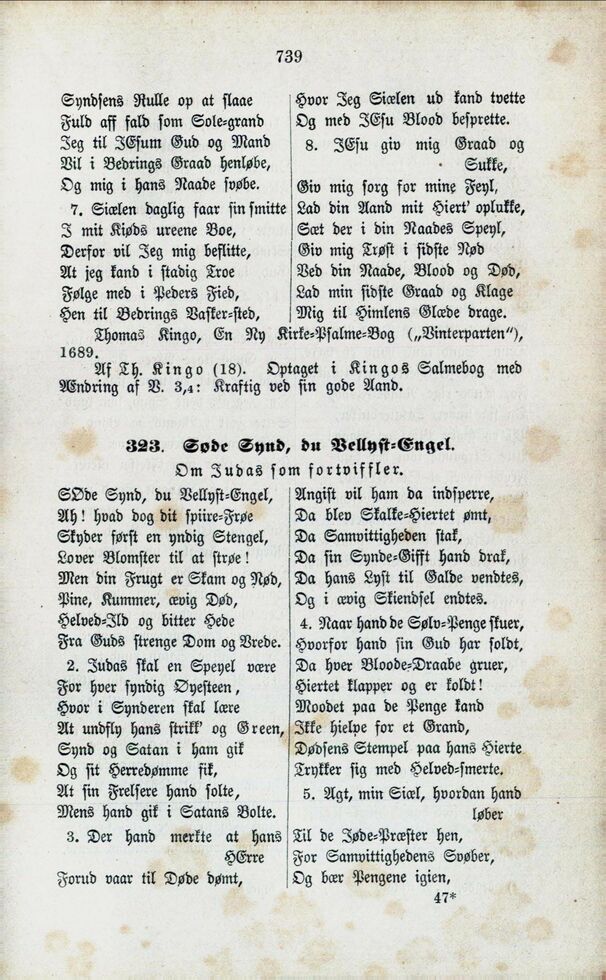 739
Syndsens Rulle op at slaae
Fuld aff fald som Sole-grand
Jeg til JEsum Gud og Mand
Vil i Bedrings Graad henløbe,
Og mig i hans Naade svøbe.
7. Siælen daglig faar sin smitte
I mit Kiøds ureene Boe,
Derfor vil Jeg mig beflitte,
At jeg kand i stadig Troe
Følge med i Peders Fied,
Hen til Bedrings Vasker-sted,
Hvor Jeg Siælen ud kand tvette
Og med JEsu Blood besprette.
8. JEsu giv mig Graad og
Sukke,
Giv mig sorg for mine Feyl,
Lad din Aand mit Hiert' oplukke,
Sæt der i din Naades Speyl,
Giv mig Trøst i sidste Nød
Ved din Naade, Blood og Død,
Lad min sidste Graad og Klage
Mig til Himlens Glæde drage.
Thomas Kingo, En Ny Kirke-Psalme-Bog („Vinterparten"),
1689.
Af Th. Kingo (18). Optaget i Kingos Salmebog med
Ændring af V. 3,4: Kraftig ved sin gode Aand.
323. Søde Synd, du Vellyst-Engel.
Om Judas som fortviffler.
SØde Synd, du Vellyst-Engel,
Ah! hvad dog dit spiire-Frøe
Skyder først en yndig Stengel,
Lover Blomster til at strøe!
Men din Frugt er Skam og Nød,
Pine, Kummer, ævig Død,
Helved-Ild og bitter Hede
Fra Guds strenge Dom og Vrede.
2. Judas skal en Speyel være
For hver syndig Øyesteen,
Hvor i Synderen skal lære
At undfly hans strikk' og Green,
Synd og Satan i ham gik
Og sit Herredømme fik,
At sin Frelsere hand solte,
Mens hand gik i Satans Bolte.
3. Der hand merkte at hans
HErre
Forud vaar til Døde dømt,
Angist vil ham da indsperre,
Da blev Skalke-Hiertet ømt,
Da Samvittigheden stak,
Da sin Synde-Gifft hand drak,
Da hans Lyst til Galde vendtes,
Og i ævig Skiendsel endtes.
4. Naar hand de Sølv-Penge skuer,
Hvorfor hand sin Gud har soldt,
Da hver Bloode-Draabe gruer,
Hiertet klapper og er koldt!
Moodet paa de Penge kand
Ikke hielpe for et Grand,
Dødsens Stempel paa hans Hierte
Trykker sig med Helved-smerte.
5. Agt, min Siæl, hvordan hand
løber
Til de Jøde-Præster hen,
For Samvittighedens Svøber,
Og bær Pengene igien,
47*